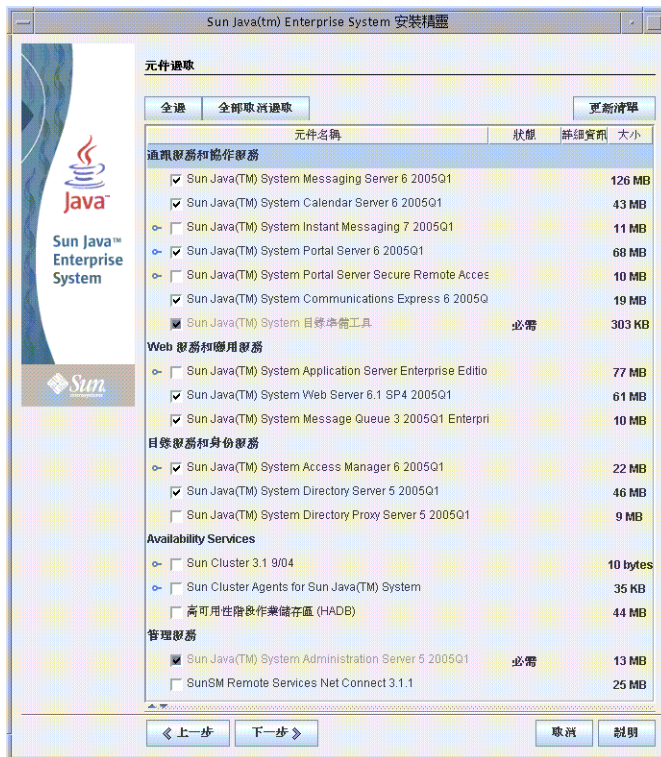 Sun Java(tm) Enterprise System 安裝精靈
元件選取
全選 全部取消選取 更新清單
元件名稱 狀態 詳細資訊 大小
通訊服務和協作服務
Sun Java(TM) System Messaging Server 6 2005Q1 126 MB
Sun Java(TM) System Calendar Server 6 2005Q1 43 MB
Sun Java(TM) System Instant Messaging 7 2005Q1 11 MB
Sun Java(TM) System Portal Server 6 2005Q1 68 MB
Sun Java(TM) System Portal Server Secure Remote Acces 10 MB
Sun Java(TM) System Communications Express 6 2005Q 19 MB
Sun Java(TM) System 目錄準備工具 必需 303 KB
Web 服務和應用服務
Sun Java(TM) System Application Server Enterprise Editio 77 MB
Sun Java(TM) System Web Server 6.1 SP4 2005Q1 61 MB
Sun Java(TM) System Message Queue 3 2005Q1 Enterpri 10 MB
目錄服務和身份服務
Sun Java(TM) System Access Manager 6 2005Q1 22 MB
Sun Java(TM) System Directory Server 5 2005Q1 46 MB
Sun Java(TM) System Directory Proxy Server 5 2005Q1 9 MB
Availability Services
Sun Cluster 3.1 9/04 10 bytes
Sun Cluster Agents for Sun Java(TM) System 35 KB
高可用性階段作業儲存區 (HADB) 44 MB
管理服務
Sun Java(TM) System Administration Server 5 2005Q1 必需 13 MB
SunSM Remote Services Net Connect 3.1.1 25 MB
上一步 下一步 取消 說明
Java™
Sun Java™
Enterprise
System
Sun